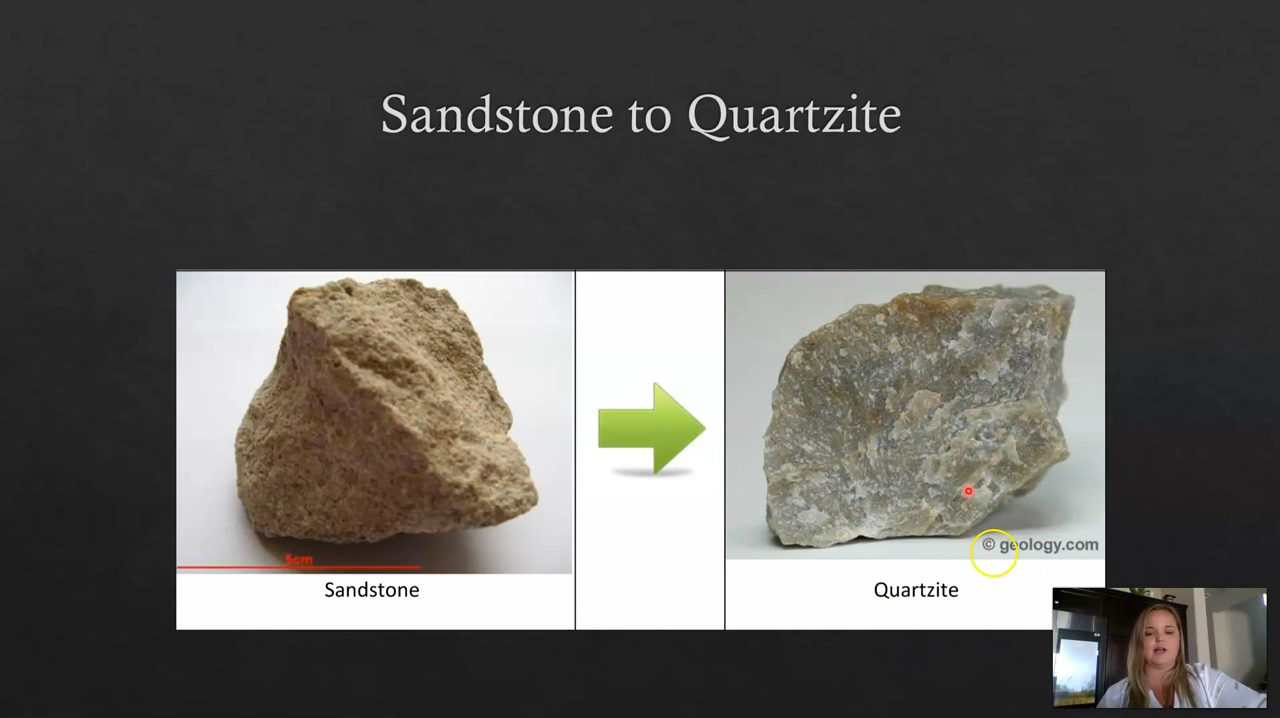 Sandstone to Quartzite
5cm
© geology.com
Sandstone
Quartzite